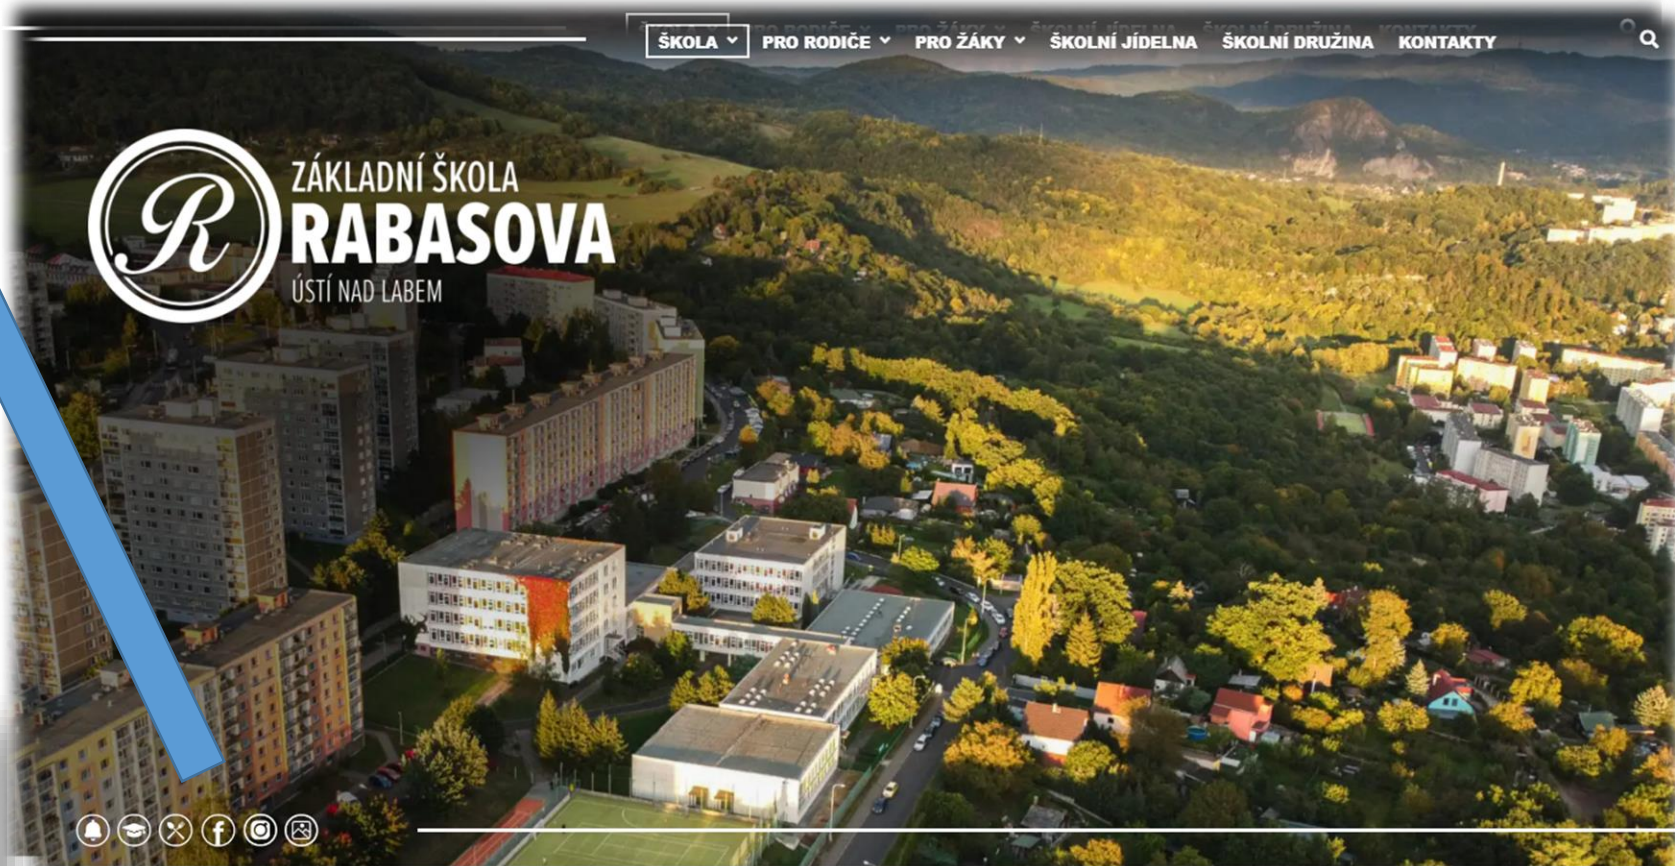 ŠKOLA PRO RODIČE PRO ŽÁKY ŠKOLNÍ JÍDELNA ŠKOLNÍ DRUŽINA KONTAKTY
R
ZÁKLADNÍ ŠKOLA
RABASOVA
ÚSTÍ NAD LABEM